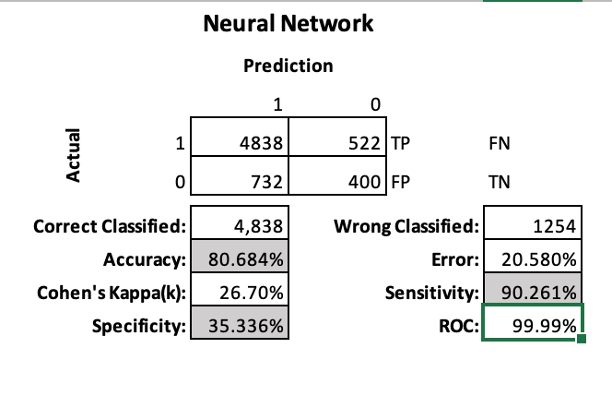 Neural Network
Prediction
1 0
Actual
1 4838 522 TP FN
0 732 400 FP TN
Correct Classified: 4,838 Wrong Classified: 1254
Accuracy: 80.684% Error: 20.580%
Cohen's Kappa(k): 26.70% Sensitivity: 90.261%
Specificity: 35.336% ROC: 99.99%